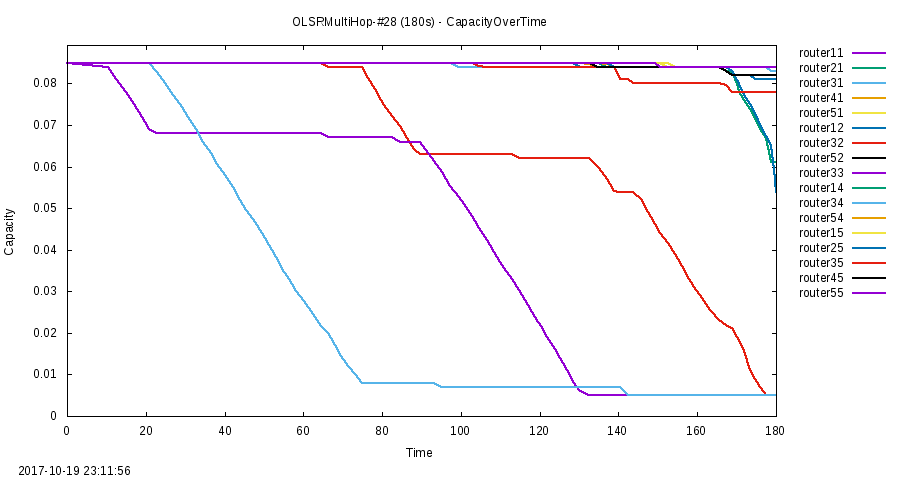 OLSRMultiHop-#28 (180s) - CapacityOverTime
router11
router21
router31
router41
router51
router12
router32
router52
router33
router14
router34
router54
router15
router25
router35
router45
router55
0.08
0.07
0.06
0.05
0.04
0.03
0.02
0.01
0
Capacity
0 20 40 60 80 100 120 140 160 180
Time
2017-10-19 23:11:56